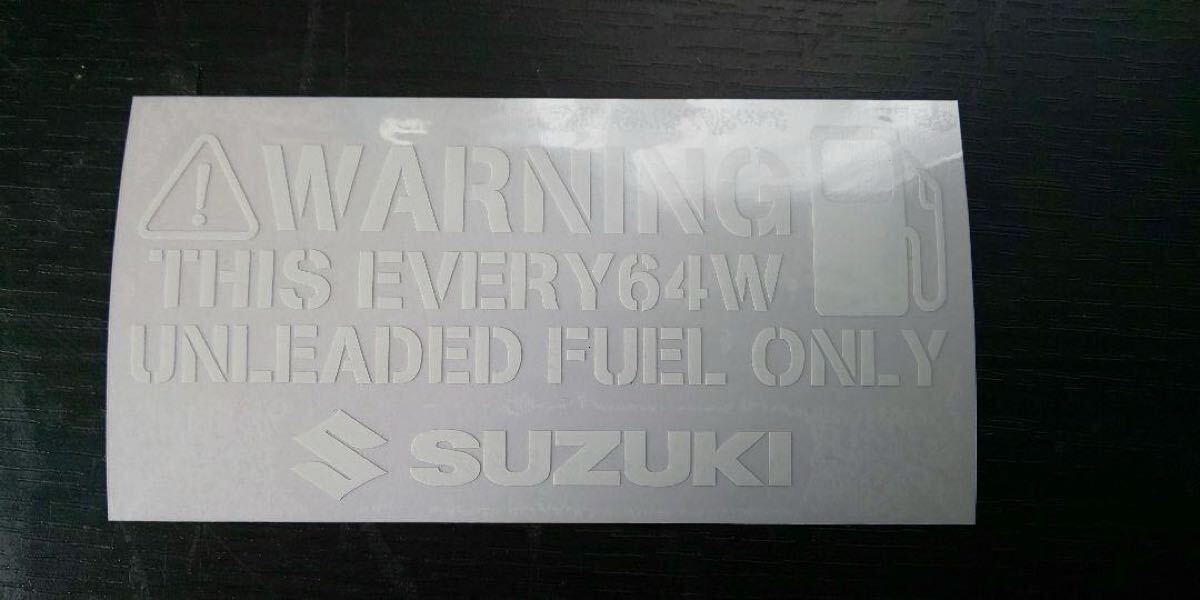 WARNING
THIS EVERY64W
UNLEADED FUEL ONLY
SUZUKI